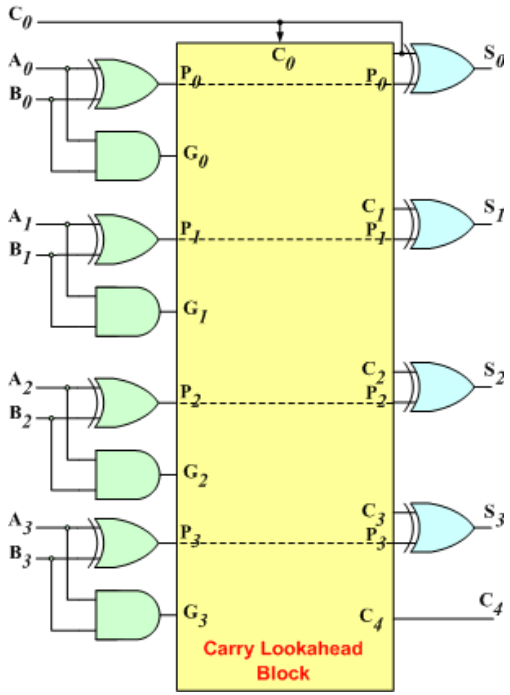 C0
C0
S0
A0
P0
P0
B0
G0
A1
C1
S1
P1
P1
B1
G1
A2
C2
S2
P2
P2
B2
G2
A3
C3
S3
P3
P3
B3
G3
C4
C4
Carry Lookahead
Block